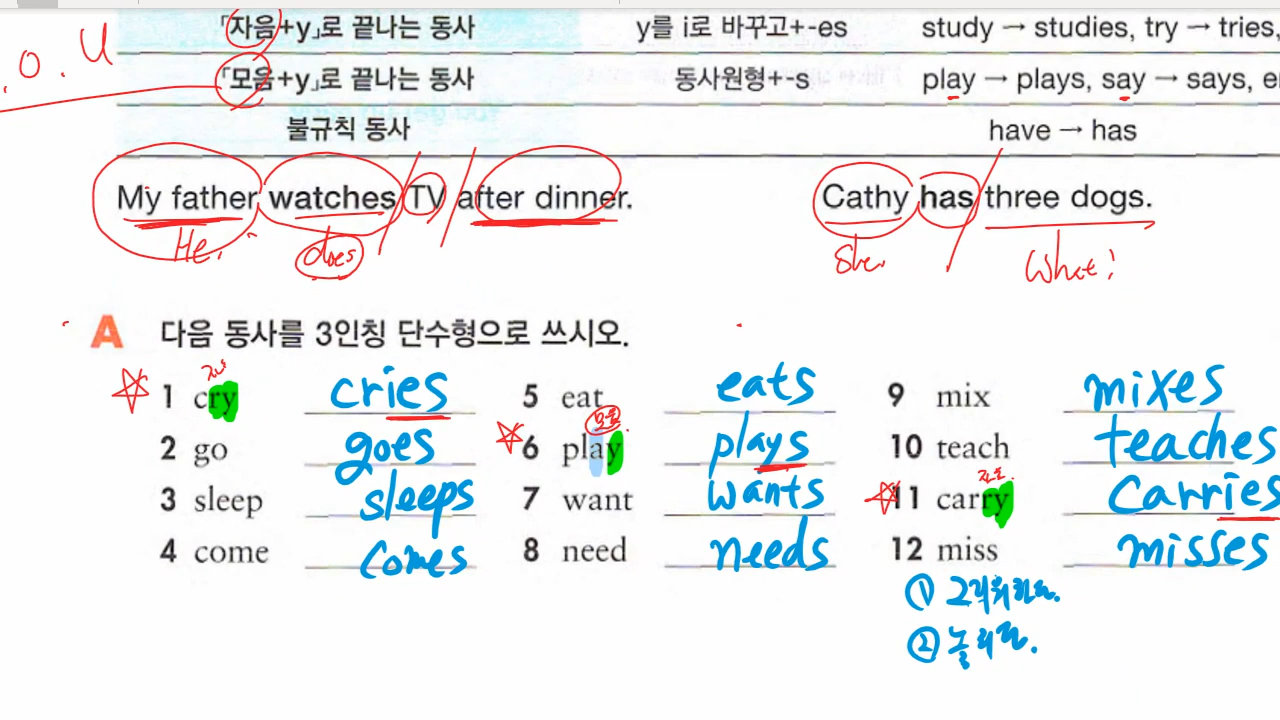 「자음+y」로 끝나는 동사 y를 i로 바꾸고+-es study → studies, try → tries,
. o . u
「모음+y」로 끝나는 동사 동사원형+-s play → plays, say → says,
불규칙 동사 have → has
My father watches TV after dinner. Cathy has three dogs.
He. does She. What?
A 다음 동사를 3인칭 단수형으로 쓰시오.
자음
1 cry cries 5 eat eats 9 mix mixes
모음
2 go goes 6 play plays 10 teach teaches
자음.
3 sleep sleeps 7 want wants 11 carry carries
4 come comes 8 need needs 12 miss misses
① 그리워하다.
② 놓치다.